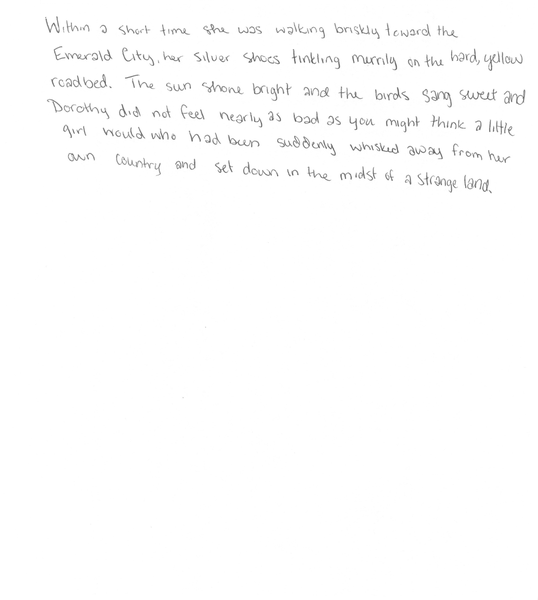 Within a short time she was walking briskly toward the
Emerald City, her silver shoes tinkling merrily on the hard, yellow
roadbed. The sun shone bright and the birds sang sweet and
Dorothy did not feel nearly as bad as you might think a little
girl would who had been suddenly whisked away from her
own country and set down in the midst of a strange land.